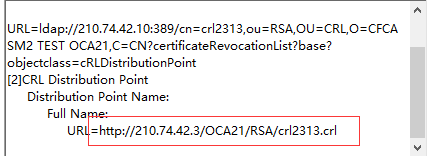 URL=ldap://210.74.42.10:389/cn=crl2313,ou=RSA,OU=CRL,O=CFCA
SM2 TEST OCA21,C=CN?certificateRevocationList?base?
objectclass=cRLDistributionPoint
[2]CRL Distribution Point
Distribution Point Name:
Full Name:
URL=http://210.74.42.3/OCA21/RSA/crl2313.crl